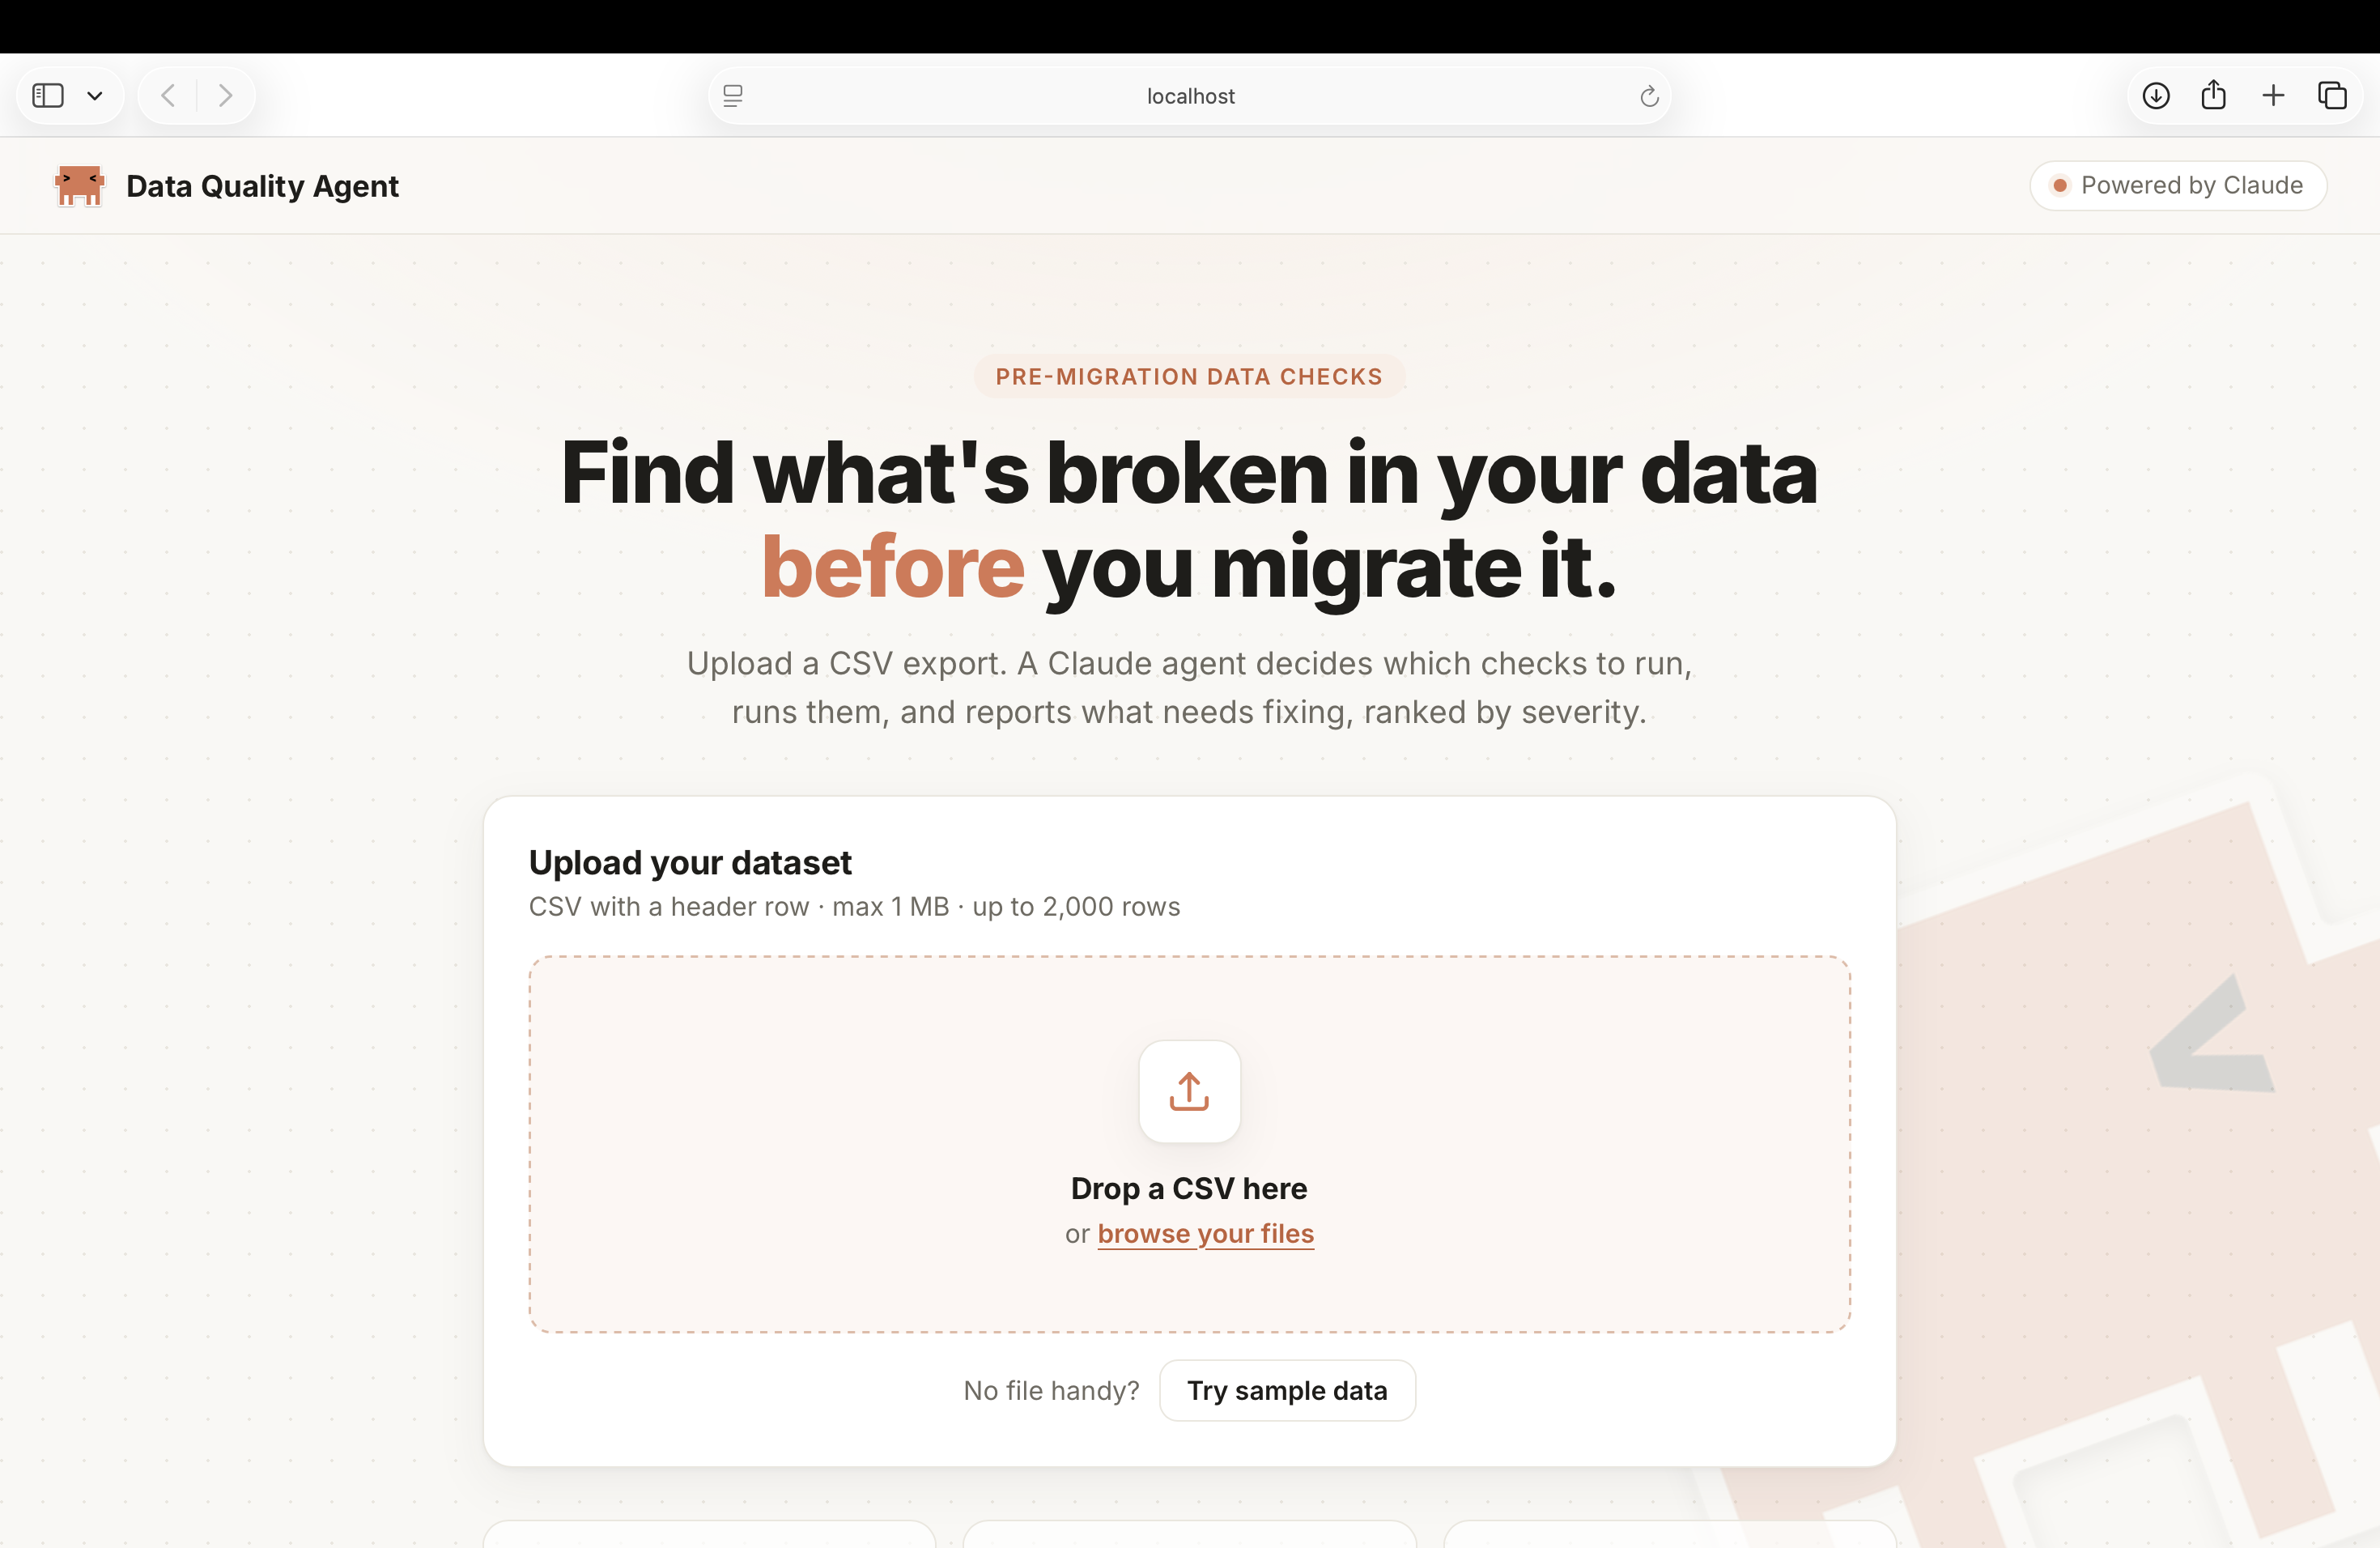 localhost
Data Quality Agent
Powered by Claude
PRE-MIGRATION DATA CHECKS
Find what's broken in your data
before you migrate it.
Upload a CSV export. A Claude agent decides which checks to run,
runs them, and reports what needs fixing, ranked by severity.
Upload your dataset
CSV with a header row · max 1 MB · up to 2,000 rows
Drop a CSV here
or browse your files
No file handy?
Try sample data